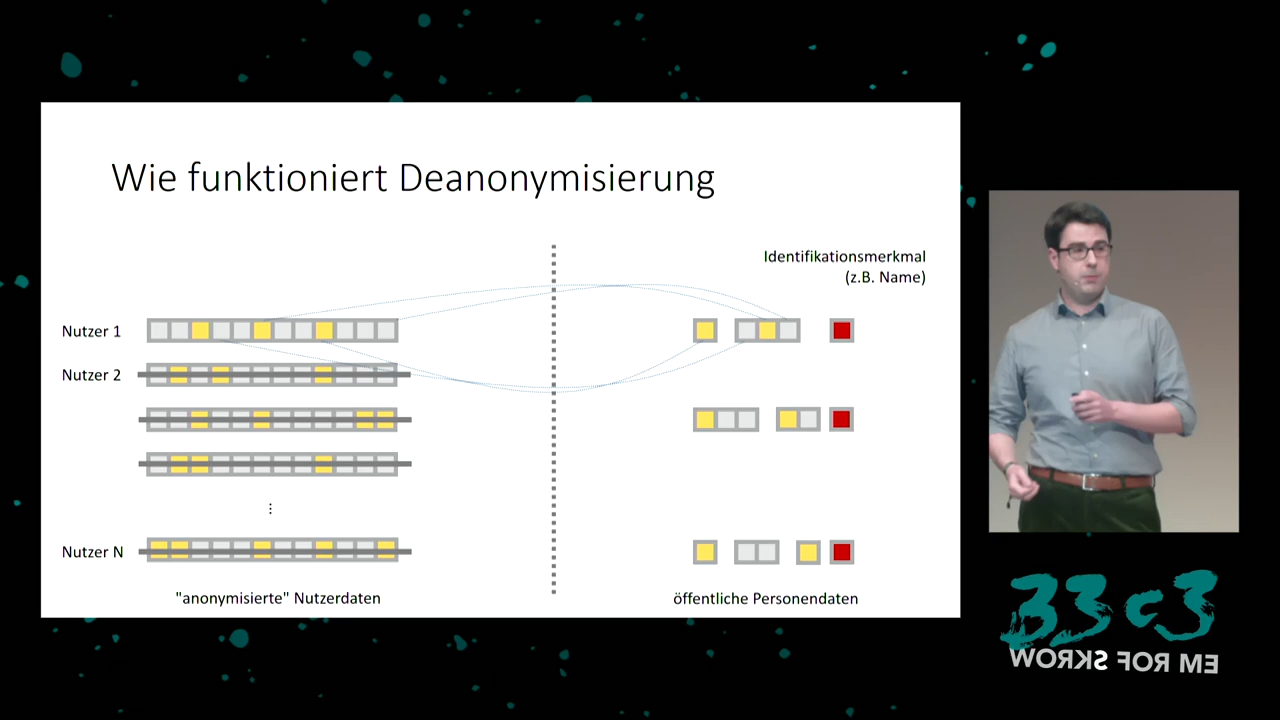 Wie funktioniert Deanonymisierung
Identifikationsmerkmal
(z.B. Name)
Nutzer 1
Nutzer 2
⋮
Nutzer N
"anonymisierte" Nutzerdaten
öffentliche Personendaten
33c3
WORKS FOR ME